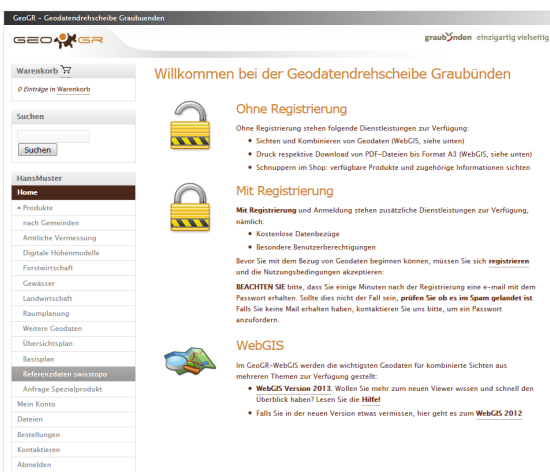 GeoGR - Geodatendrehscheibe Graubuenden
GEOGR
graubünden einzigartig vielseitig.
Warenkorb
0 Einträge in Warenkorb
Suchen
Suchen
HansMuster
Home
Produkte
nach Gemeinden
Amtliche Vermessung
Digitale Höhenmodelle
Forstwirtschaft
Gewässer
Landwirtschaft
Raumplanung
Weitere Geodaten
Übersichtsplan
Basisplan
Referenzdaten swisstopo
Anfrage Spezialprodukt
Mein Konto
Dateien
Bestellungen
Kontaktieren
Abmelden
Willkommen bei der Geodatendrehscheibe Graubünden
Ohne Registrierung
Ohne Registrierung stehen folgende Dienstleistungen zur Verfügung:
• Sichten und Kombinieren von Geodaten (WebGIS, siehe unten)
• Druck respektive Download von PDF-Dateien bis Format A3 (WebGIS, siehe unten)
• Schnuppern im Shop: verfügbare Produkte und zugehörige Informationen sichten
Mit Registrierung
Mit Registrierung und Anmeldung stehen zusätzliche Dienstleistungen zur Verfügung,
nämlich:
• Kostenlose Datenbezüge
• Besondere Benutzerberechtigungen
Bevor Sie mit dem Bezug von Geodaten beginnen können, müssen Sie sich registrieren
und die Nutzungsbedingungen akzeptieren:
BEACHTEN SIE bitte, dass Sie einige Minuten nach der Registrierung eine e-mail mit dem
Passwort erhalten. Sollte dies nicht der Fall sein, prüfen Sie ob es im Spam gelandet ist.
Falls Sie keine Mail erhalten haben, kontaktieren Sie uns bitte, um ein Passwort
anzufordern.
WebGIS
Im GeoGR-WebGIS werden die wichtigsten Geodaten für kombinierte Sichten aus
mehreren Themen zur Verfügung gestellt:
• WebGIS Version 2013. Wollen Sie mehr zum neuen Viewer wissen und schnell den
Überblick haben? Lesen Sie die Hilfe!
• Falls Sie in der neuen Version etwas vermissen, hier geht es zum WebGIS 2012